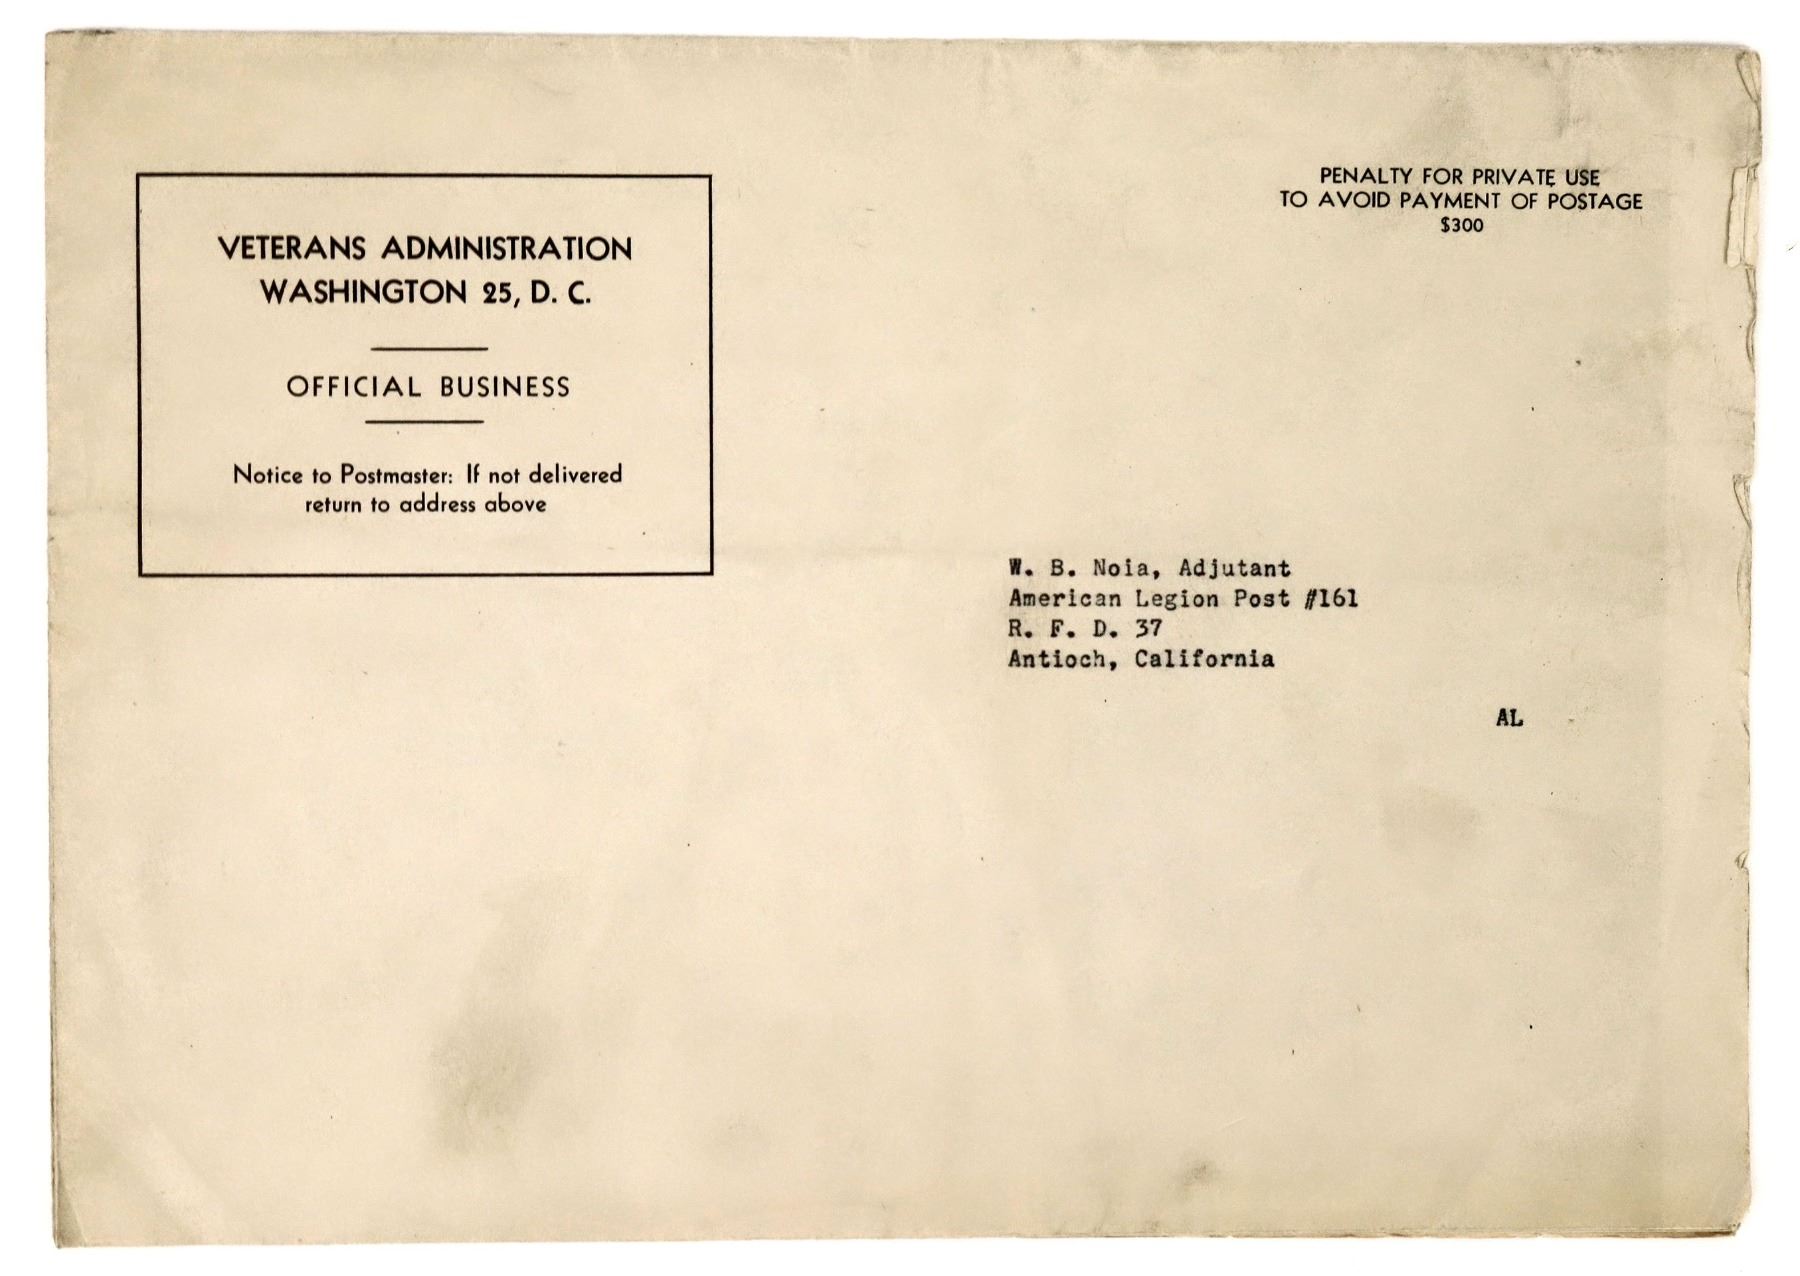 VETERANS ADMINISTRATION
WASHINGTON 25, D. C.
OFFICIAL BUSINESS
Notice to Postmaster: If not delivered
return to address above
PENALTY FOR PRIVATE USE
TO AVOID PAYMENT OF POSTAGE
$300
W. B. Noia, Adjutant
American Legion Post #161
R. F. D. 37
Antioch, California
AL